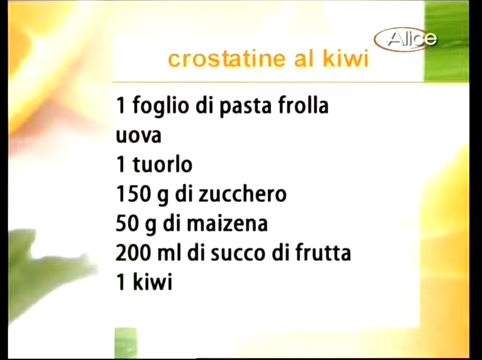 Alice
crostatine al kiwi
1 foglio di pasta frolla
uova
1 tuorlo
150 g di zucchero
50 g di maizena
200 ml di succo di frutta
1 kiwi